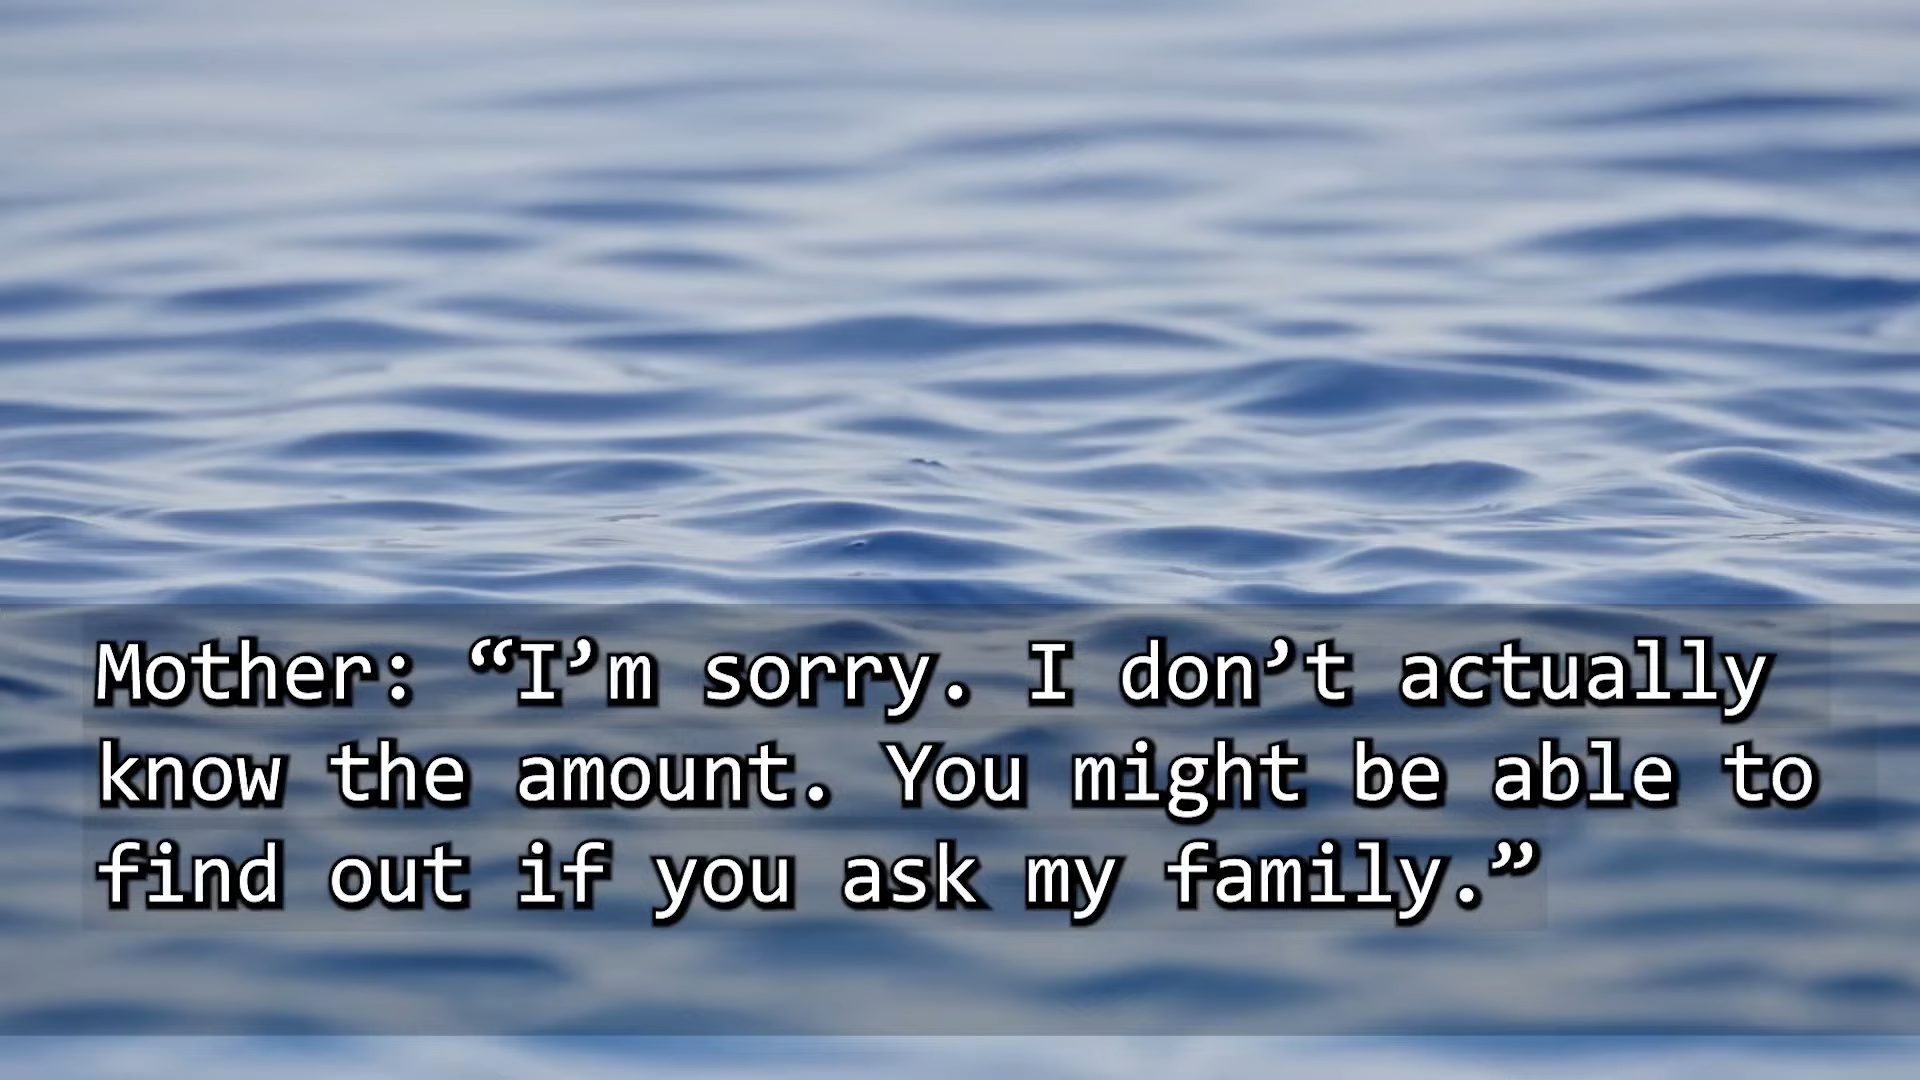 Mother: “I’m sorry. I don’t actually
know the amount. You might be able to
find out if you ask my family.”